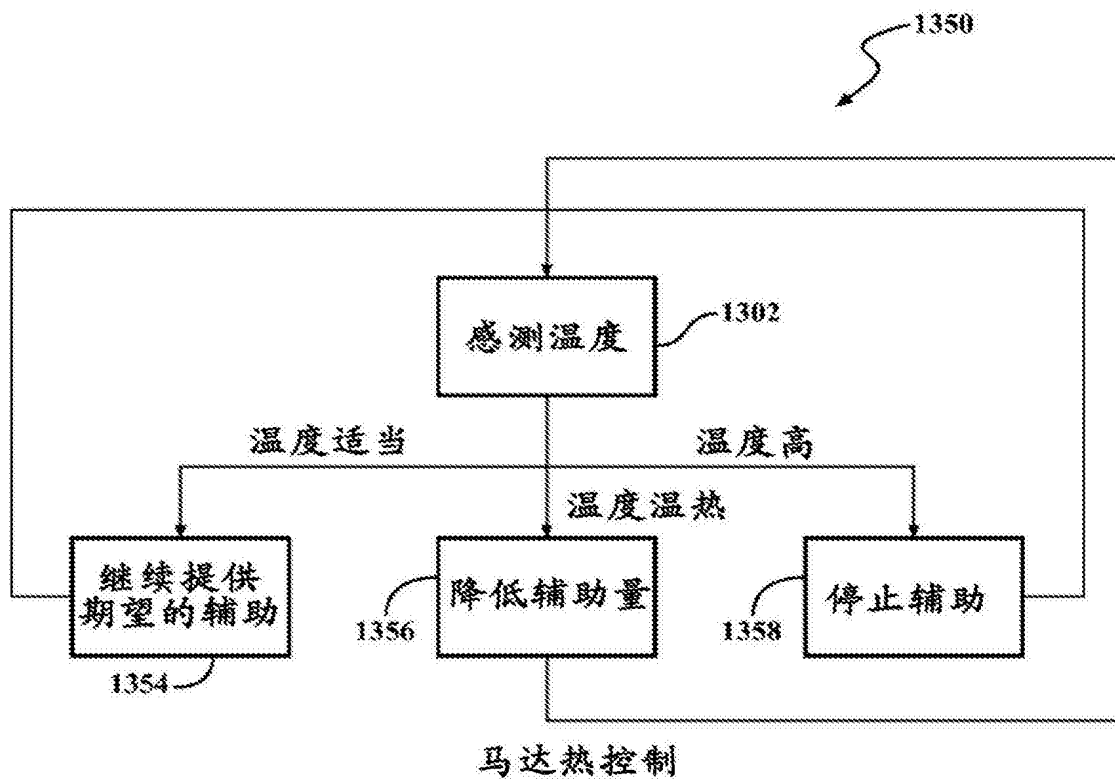 1350
感测温度
1302
温度适当
温度高
温度温热
继续提供
期望的辅助
1354
降低辅助量
1356
停止辅助
1358
马达热控制